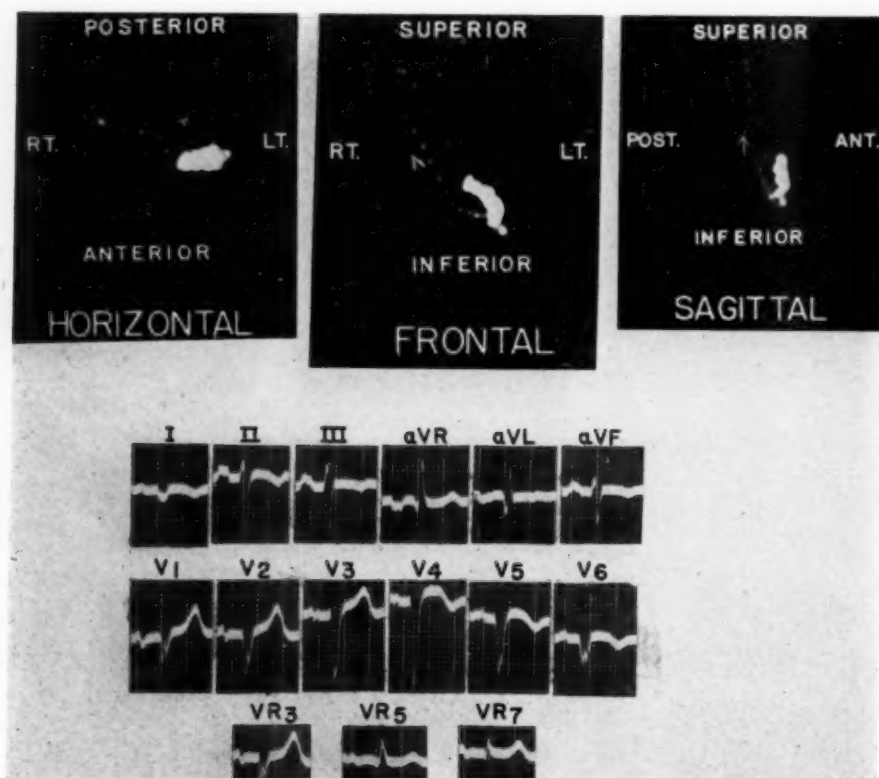 POSTERIOR
RT. LT.
ANTERIOR
HORIZONTAL
SUPERIOR
RT. LT.
INFERIOR
FRONTAL
SUPERIOR
POST. ANT.
INFERIOR
SAGITTAL
I II III aVR aVL aVF
V1 V2 V3 V4 V5 V6
VR3 VR5 VR7